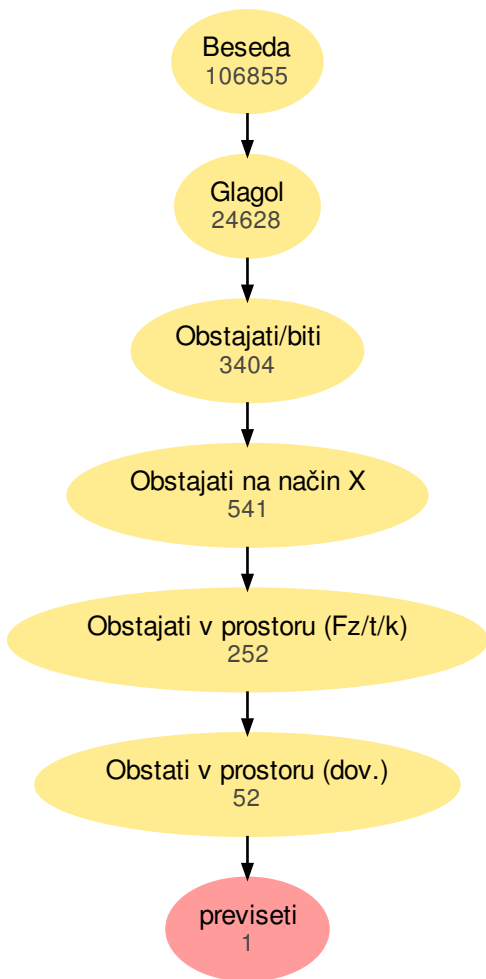 Beseda
106855
Glagol
24628
Obstajati/biti
3404
Obstajati na način X
541
Obstajati v prostoru (Fz/t/k)
252
Obstati v prostoru (dov.)
52
previseti
1